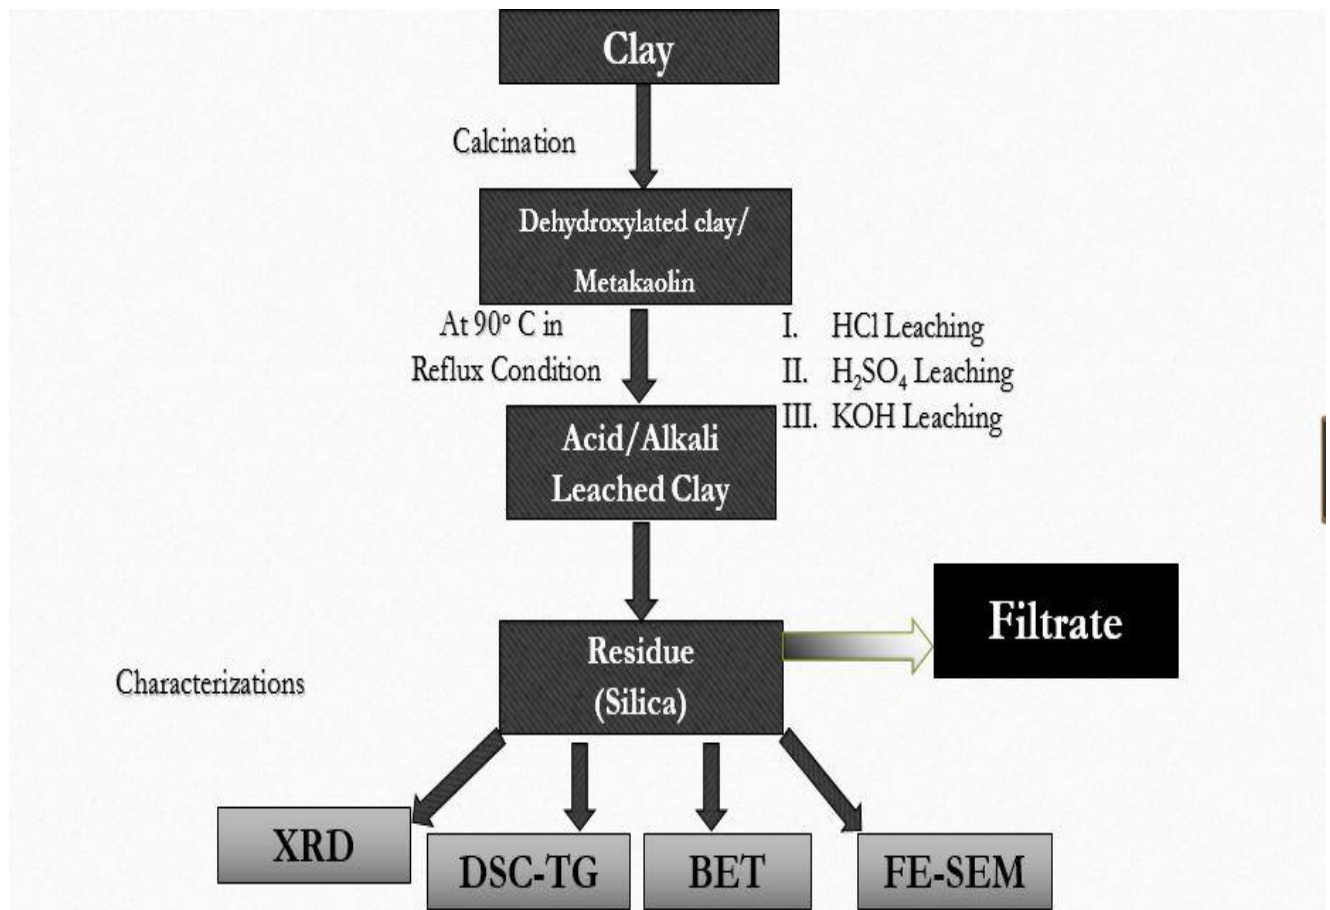 Clay
Calcination
Dehydroxylated clay/
Metakaolin
At 90° C in
Reflux Condition
I. HCl Leaching
II. H₂SO₄ Leaching
III. KOH Leaching
Acid/Alkali
Leached Clay
Filtrate
Residue
(Silica)
Characterizations
XRD
DSC-TG
BET
FE-SEM